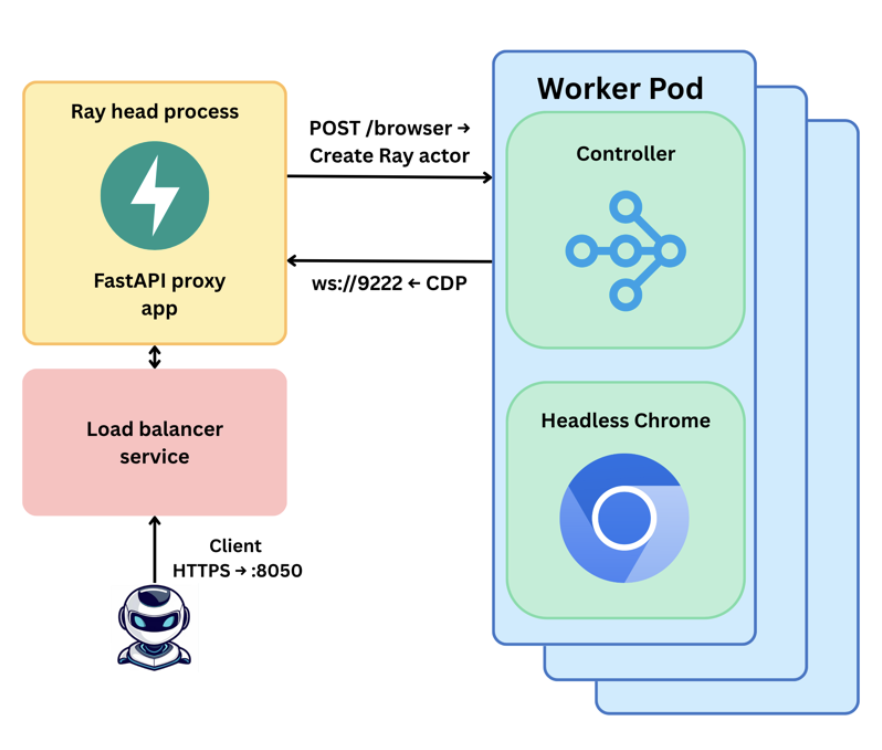 Ray head process
FastAPI proxy
app
POST /browser →
Create Ray actor
ws://9222 ← CDP
Worker Pod
Controller
Headless Chrome
Load balancer
service
Client
HTTPS → :8050